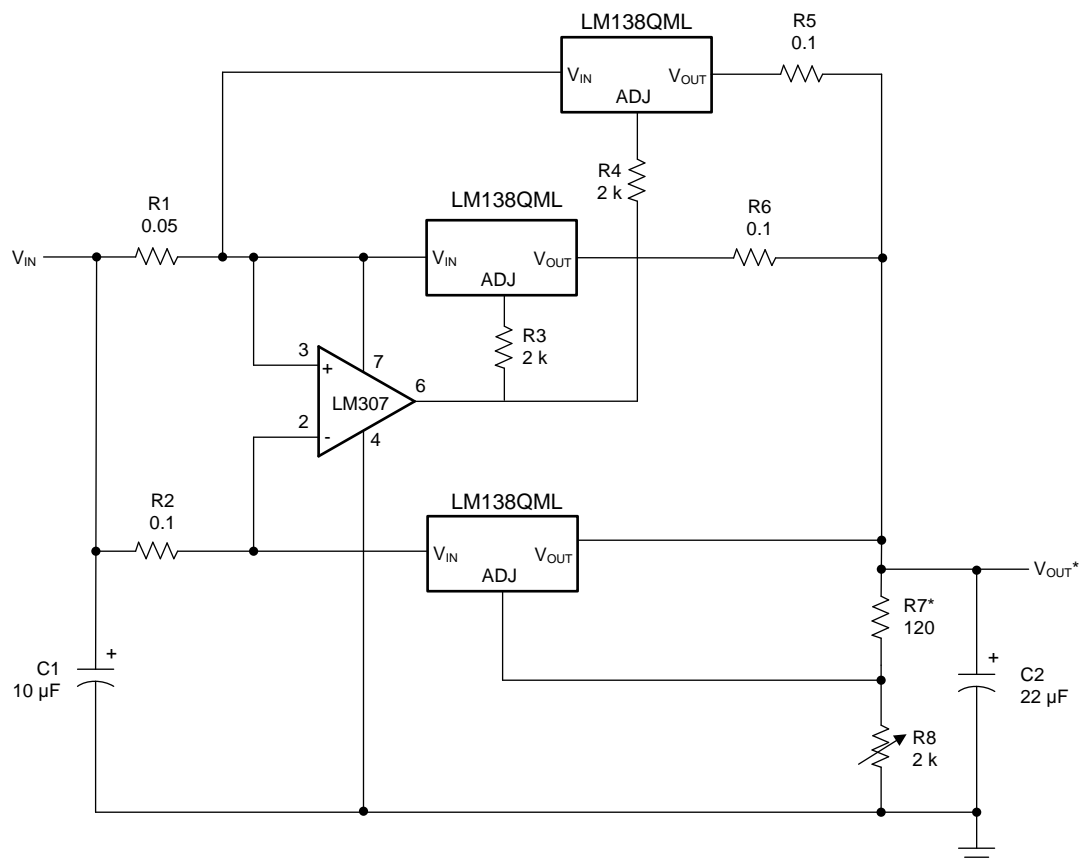 LM138QML
R5
0.1
VIN
VOUT
ADJ
R4
2 k
R1
0.05
LM138QML
R6
0.1
VIN
VIN
VOUT
ADJ
R3
2 k
3
7
+
6
LM307
2
4
-
R2
0.1
LM138QML
VIN
VOUT
ADJ
VOUT*
R7*
120
C1
10 µF
+
+
C2
22 µF
R8
2 k